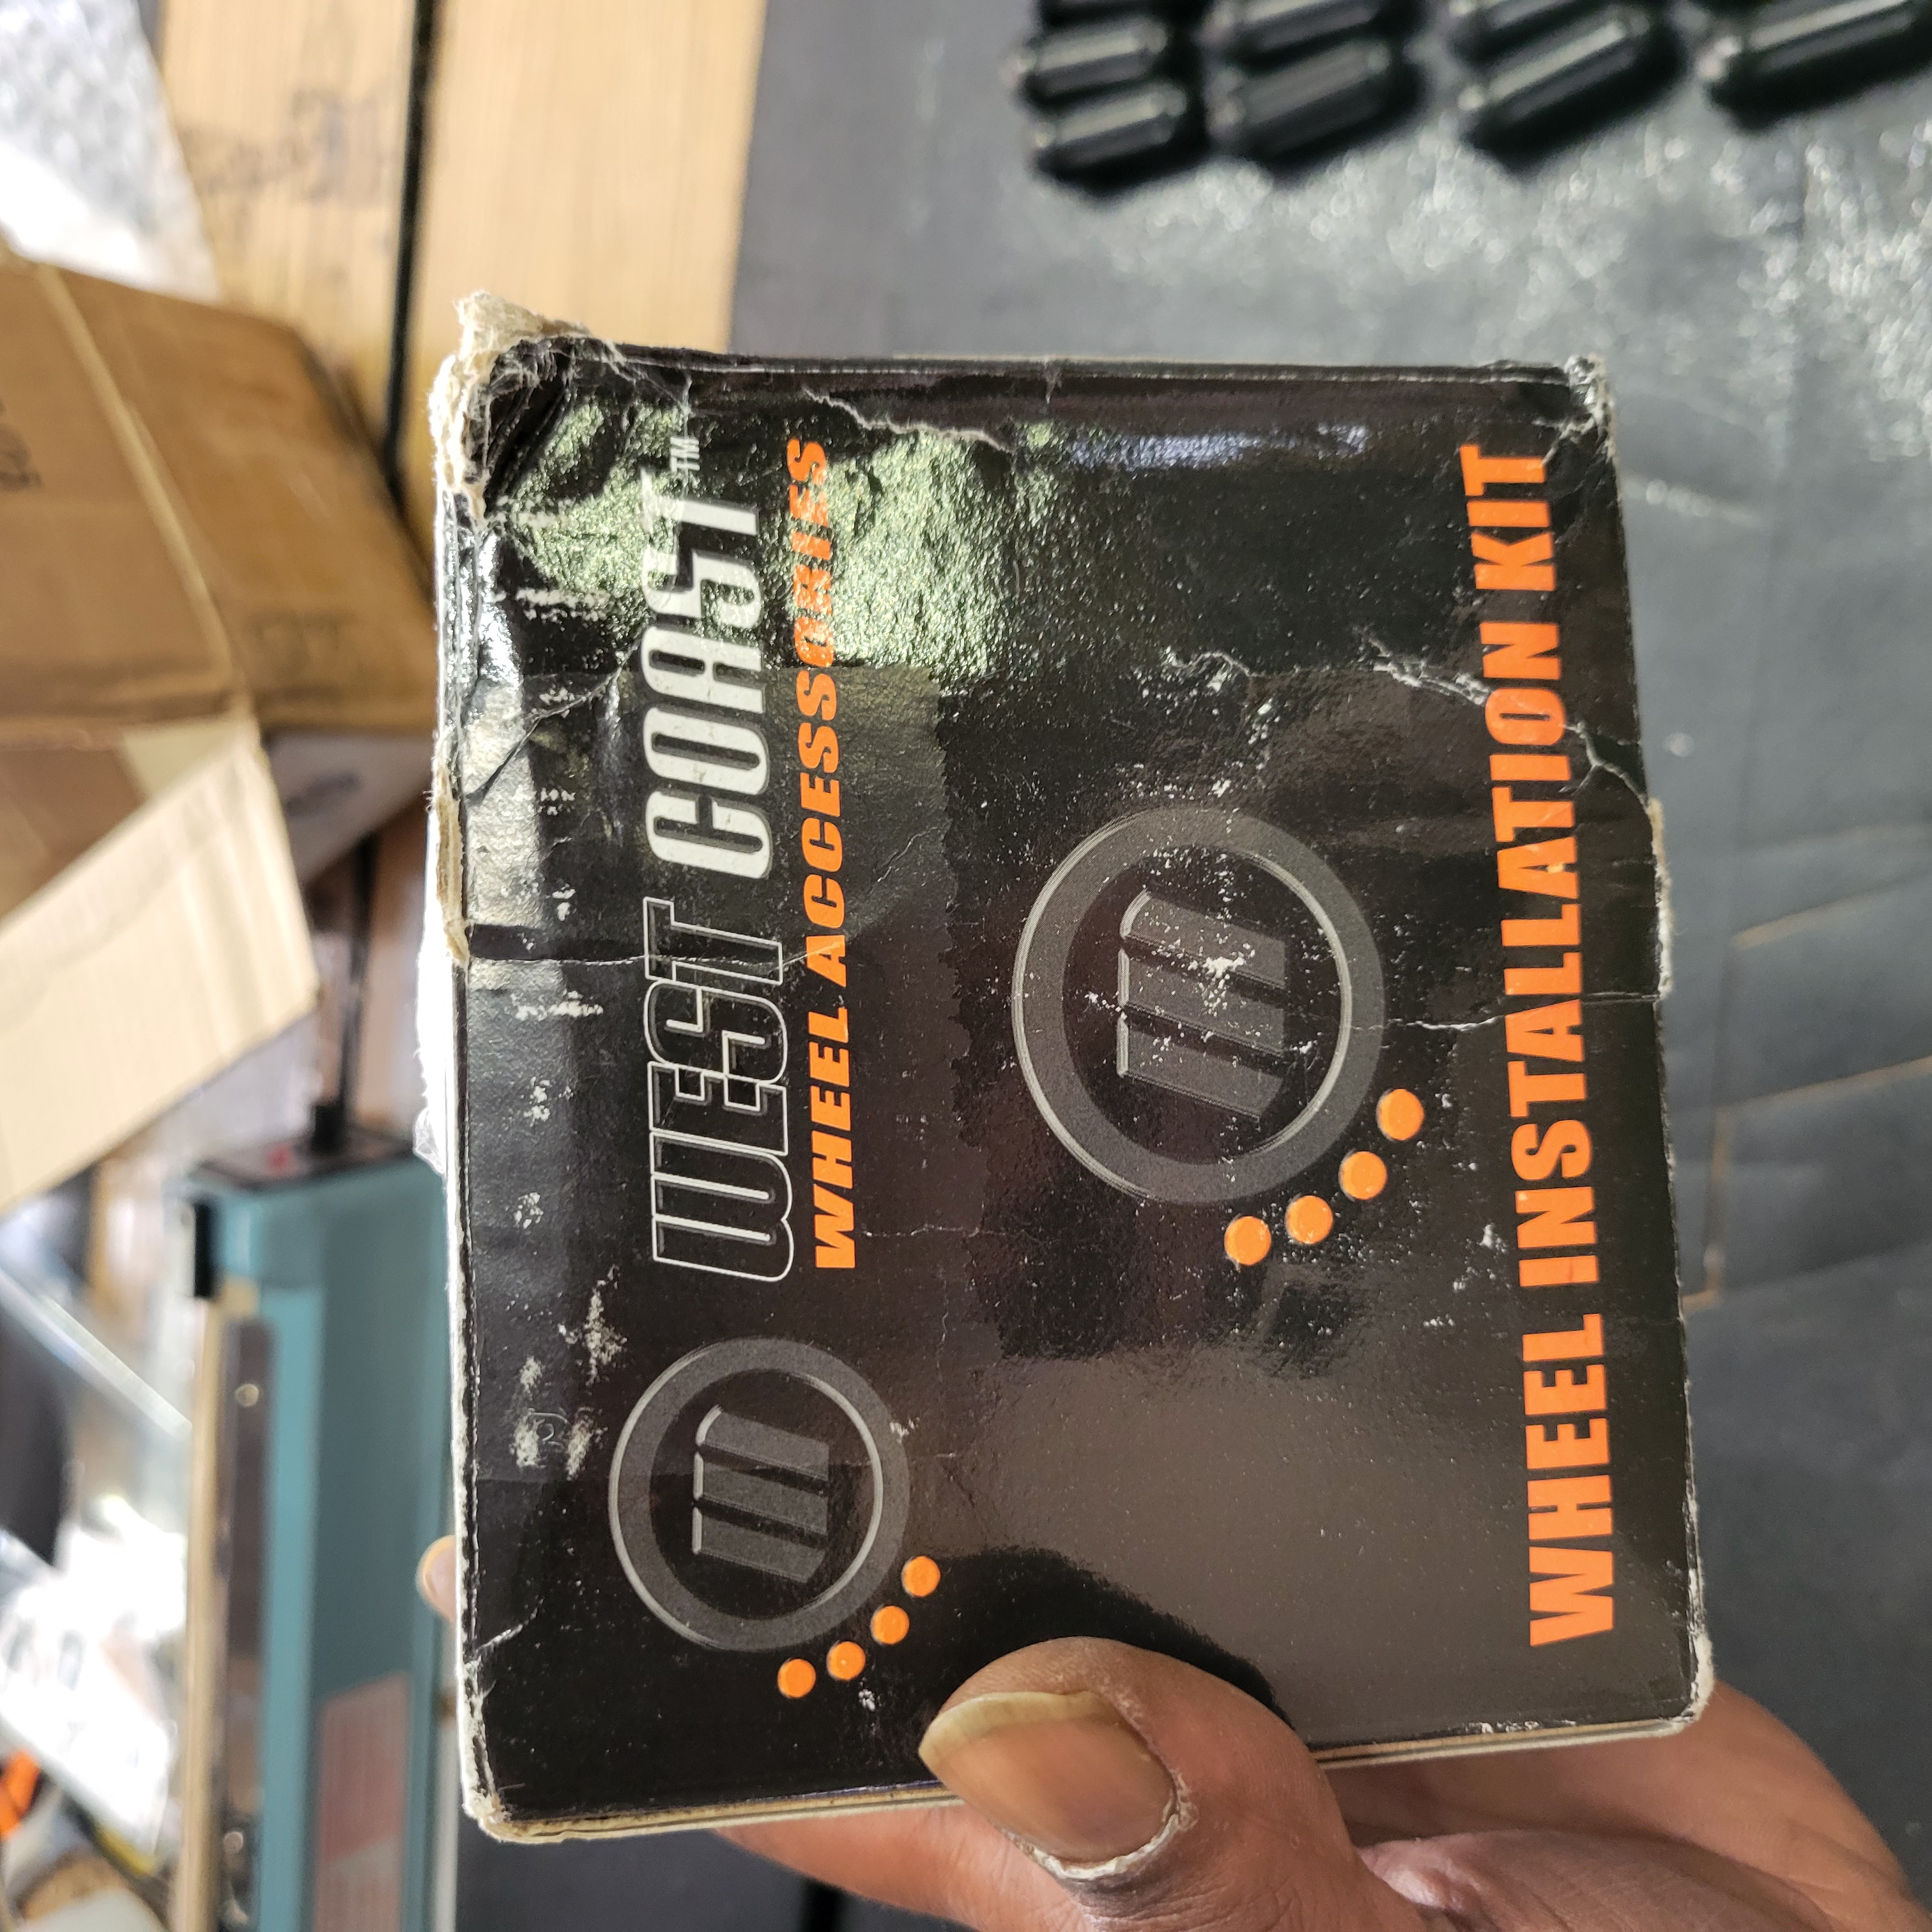 WEST COAST™
WHEEL ACCESSORIES
WHEEL INSTALLATION KIT